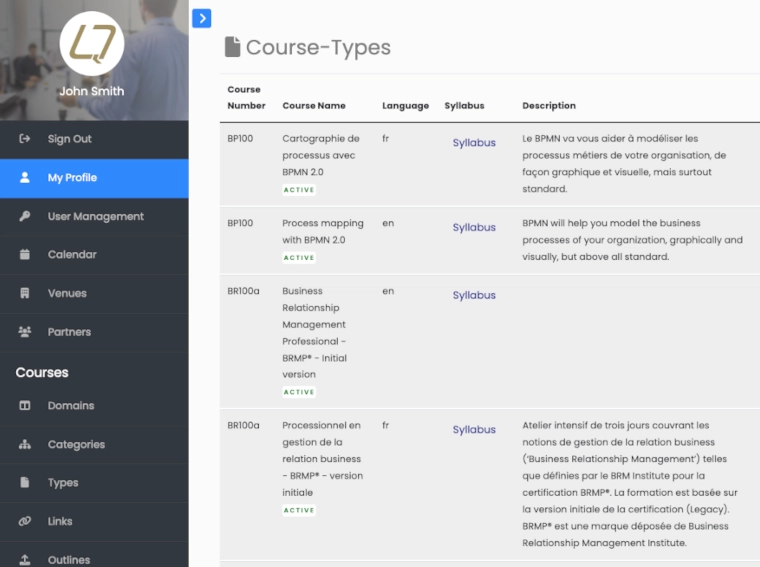 John Smith
Sign Out
My Profile
User Management
Calendar
Venues
Partners
Courses
Domains
Categories
Types
Links
Outlines
Course-Types
Course
Number
Course Name
Language
Syllabus
Description
BP100
Cartographie de
processus avec
BPMN 2.0
ACTIVE
fr
Syllabus
Le BPMN va vous aider à modéliser les
processus métiers de votre organisation, de
façon graphique et visuelle, mais surtout
standard.
BP100
Process mapping
with BPMN 2.0
ACTIVE
en
Syllabus
BPMN will help you model the business
processes of your organization, graphically and
visually, but above all standard.
BR100a
Business
Relationship
Management
Professional -
BRMP® - Initial
version
ACTIVE
en
Syllabus
BR100a
Processionnel en
gestion de la
relation business
- BRMP® - version
initiale
ACTIVE
fr
Syllabus
Atelier intensif de trois jours couvrant les
notions de gestion de la relation business
('Business Relationship Management') telles
que définies par le BRM Institute pour la
certification BRMP®. La formation est basée sur
la version initiale de la certification (Legacy).
BRMP® est une marque déposée de Business
Relationship Management Institute.